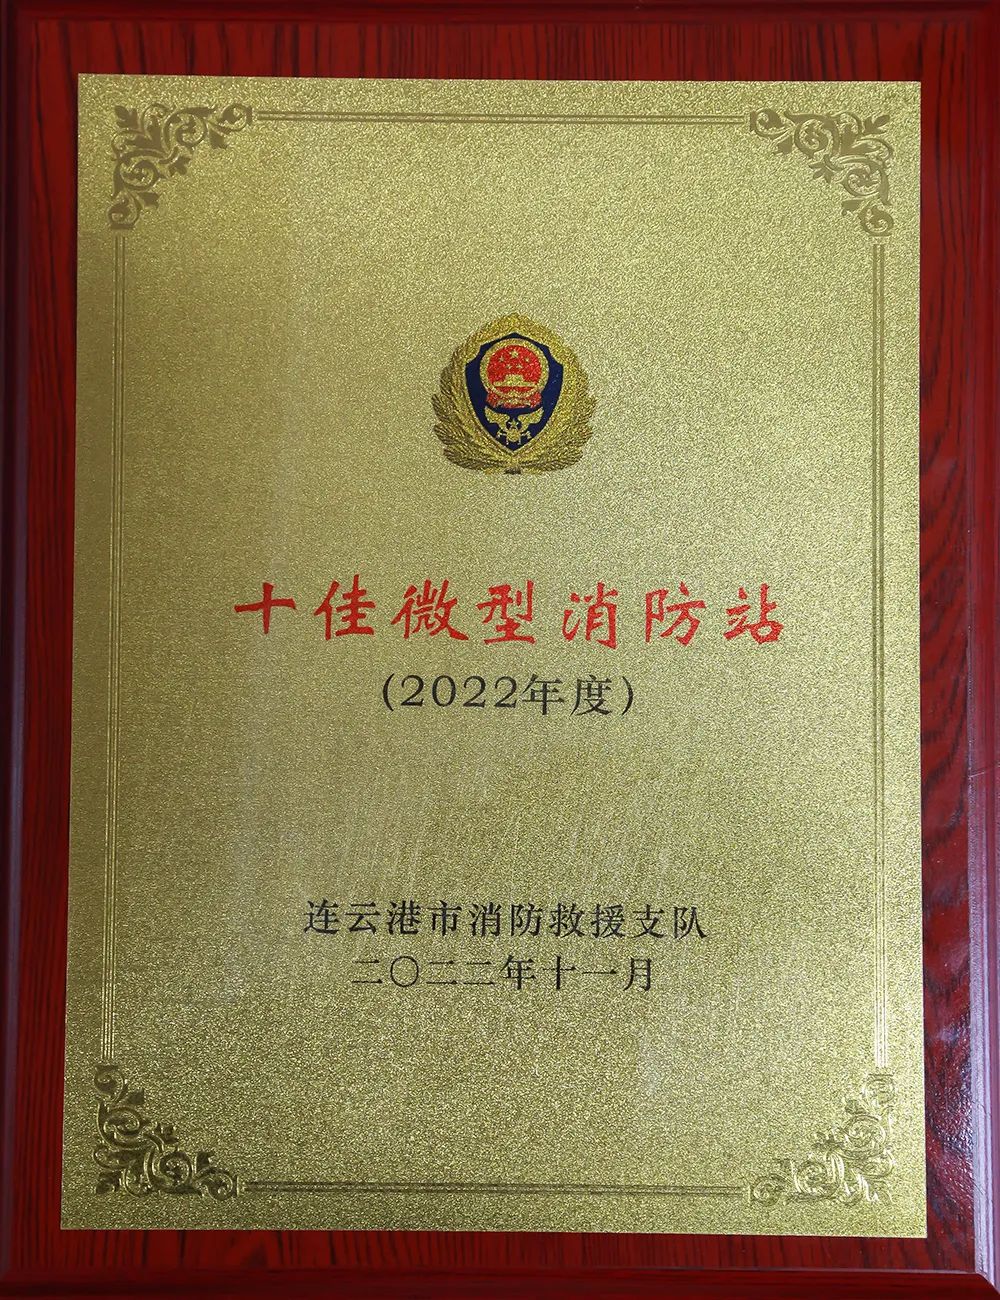 十佳微型消防站
(2022年度)
连云港市消防救援支队
二〇二二年十一月